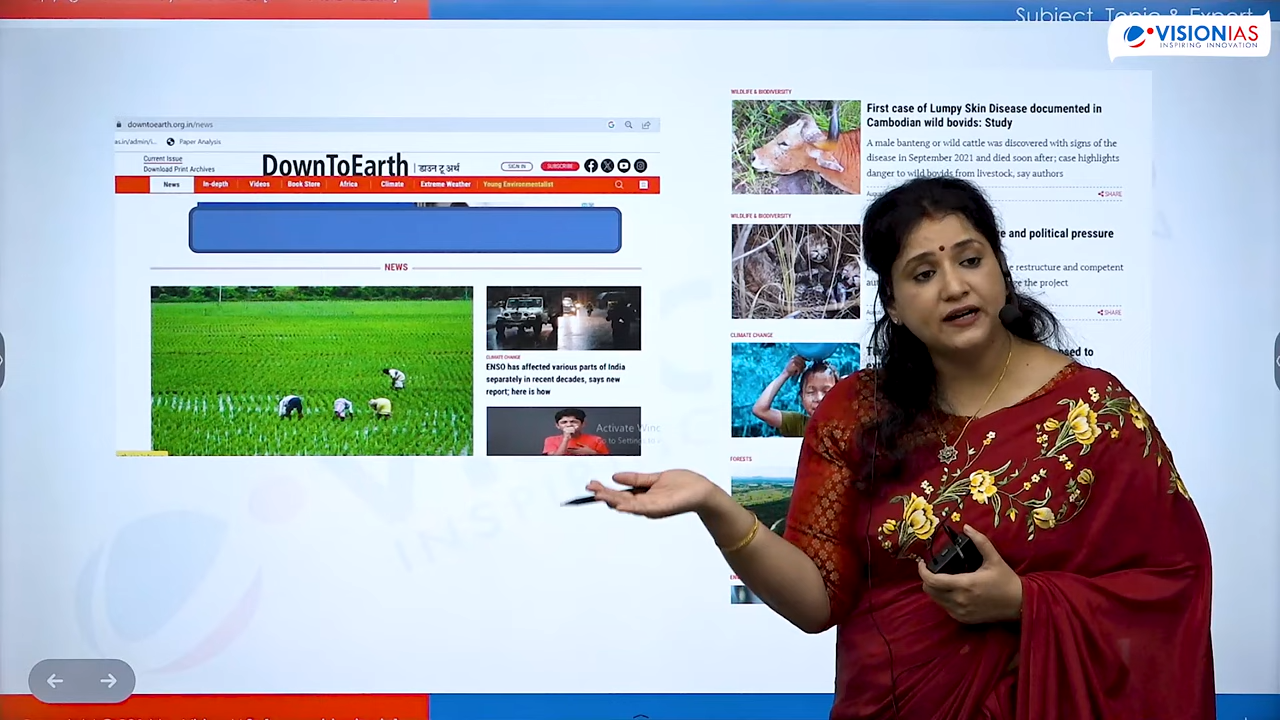 Subject, Topic & Expert
VISIONIAS
INSPIRING INNOVATION
downtoearth.org.in/news
Paper Analysis
Current Issue
Download Print Archives
DownToEarth
डाउन टू अर्थ
SIGN IN
SUBSCRIBE
News
In-depth
Videos
Book Store
Africa
Climate
Extreme Weather
Young Environmentalist
NEWS
CLIMATE CHANGE
ENSO has affected various parts of India
separately in recent decades, says new
report; here is how
Activate
Go to Settings
WILDLIFE & BIODIVERSITY
First case of Lumpy Skin Disease documented in
Cambodian wild bovids: Study
A male banteng or wild cattle was discovered with signs of the
disease in September 2021 and died soon after; case highlights
danger to wild bovids from livestock, say authors
SHARE
WILDLIFE & BIODIVERSITY
and political pressure
restructure and competent
the project
SHARE
CLIMATE CHANGE
to
FORESTS